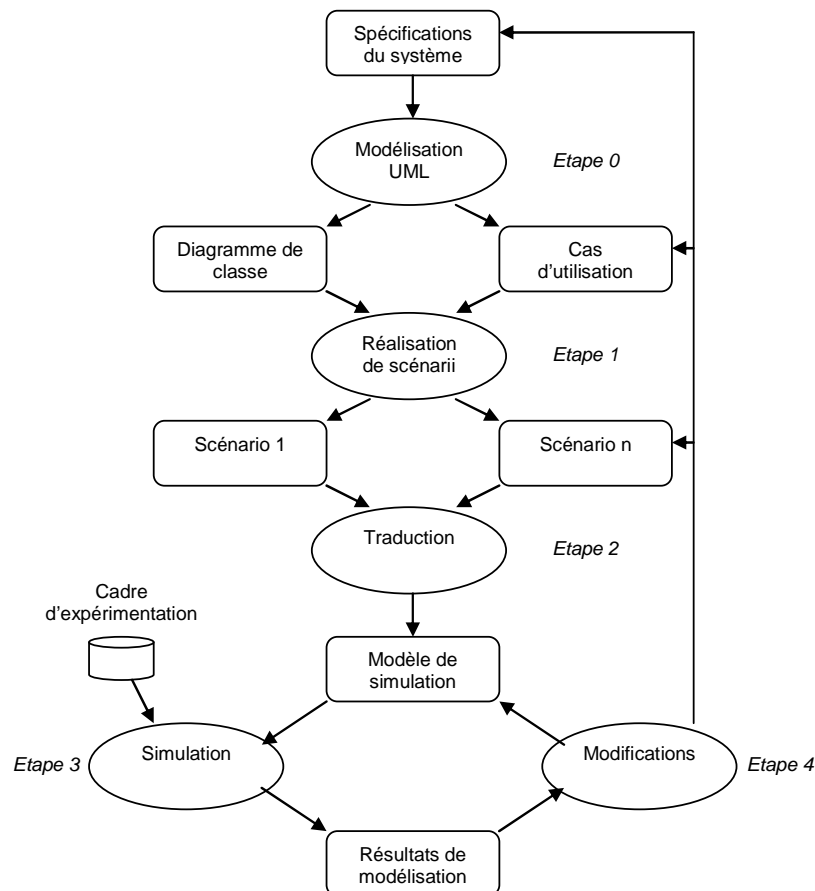 Spécifications
du système
Modélisation
UML
Etape 0
Diagramme de
classe
Cas
d'utilisation
Réalisation
de scénarii
Etape 1
Scénario 1
Scénario n
Traduction
Etape 2
Cadre
d'expérimentation
Modèle de
simulation
Etape 3
Simulation
Modifications
Etape 4
Résultats de
modélisation